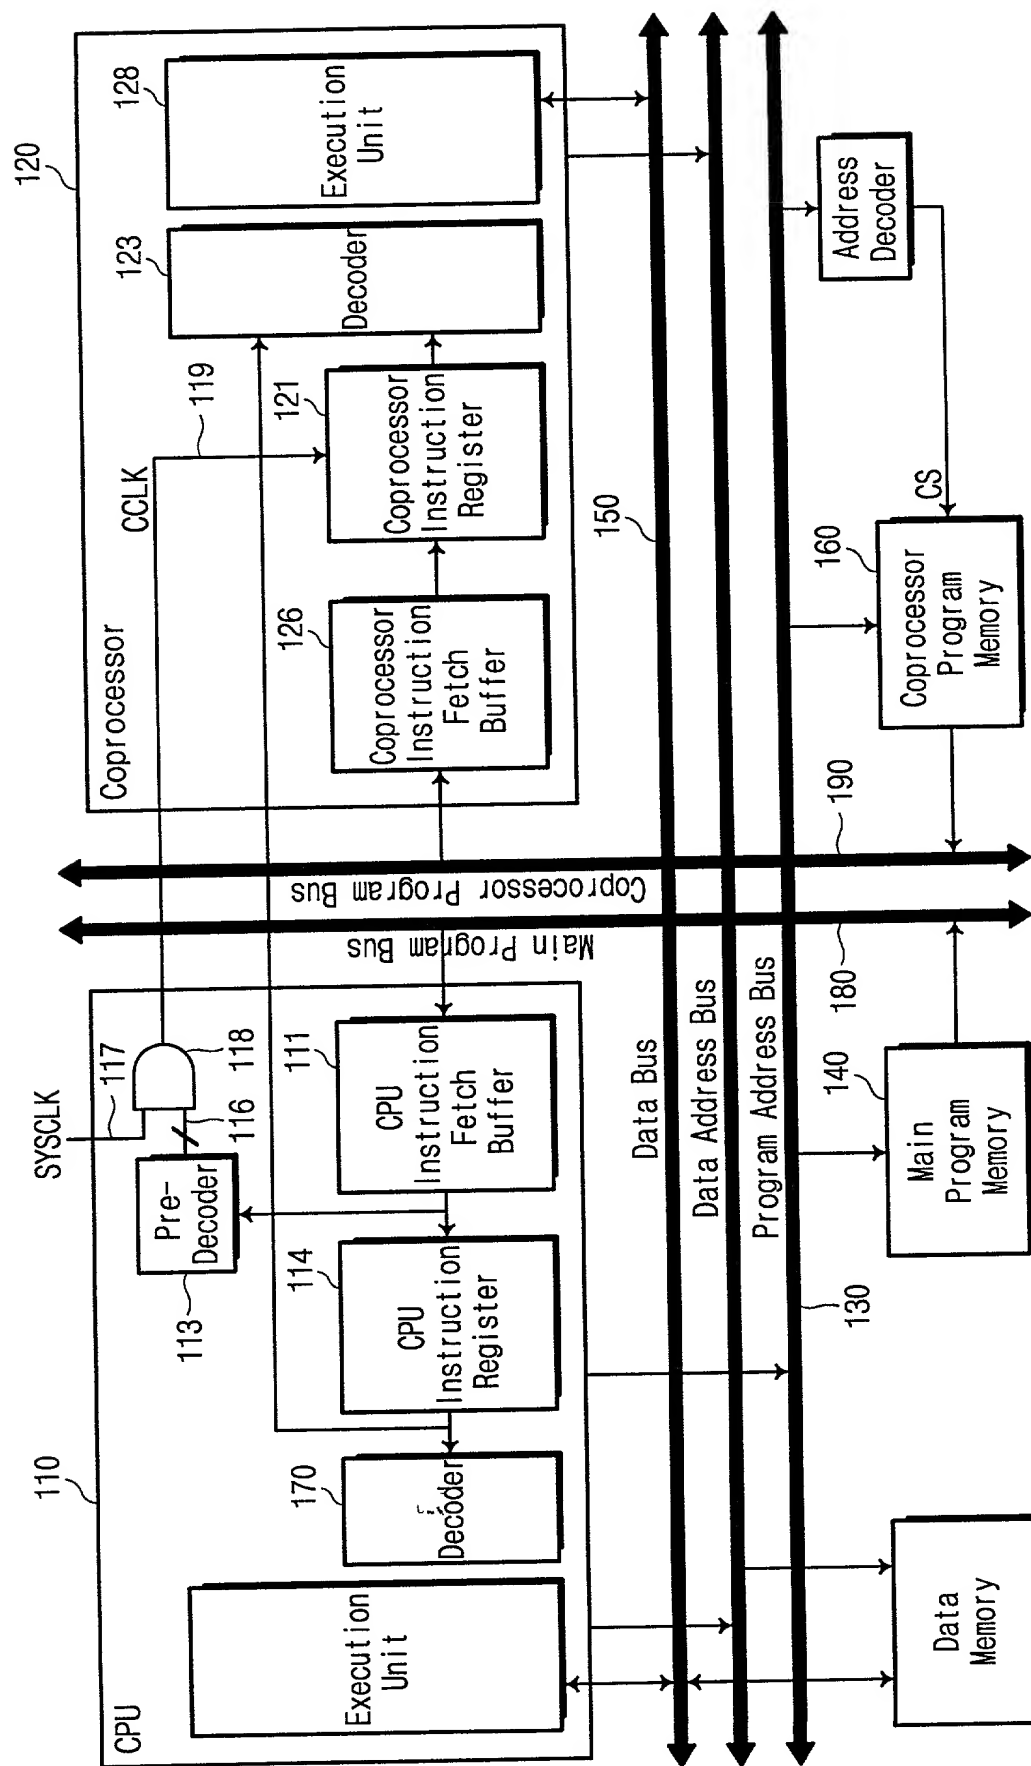 CPU
110
Execution
Unit
170
Decoder
114
CPU
Instruction
Register
113
Pre-
Decoder
SYSCLK
117
116
118
111
CPU
Instruction
Fetch
Buffer
Main Program Bus
Coprocessor Program Bus
Coprocessor
120
CCLK
119
126
Coprocessor
Instruction
Fetch
Buffer
121
Coprocessor
Instruction
Register
123
Decoder
128
Execution
Unit
Data Bus
150
Data Address Bus
Program Address Bus
130
180
190
Data
Memory
140
Main
Program
Memory
160
Coprocessor
Program
Memory
CS
Address
Decoder